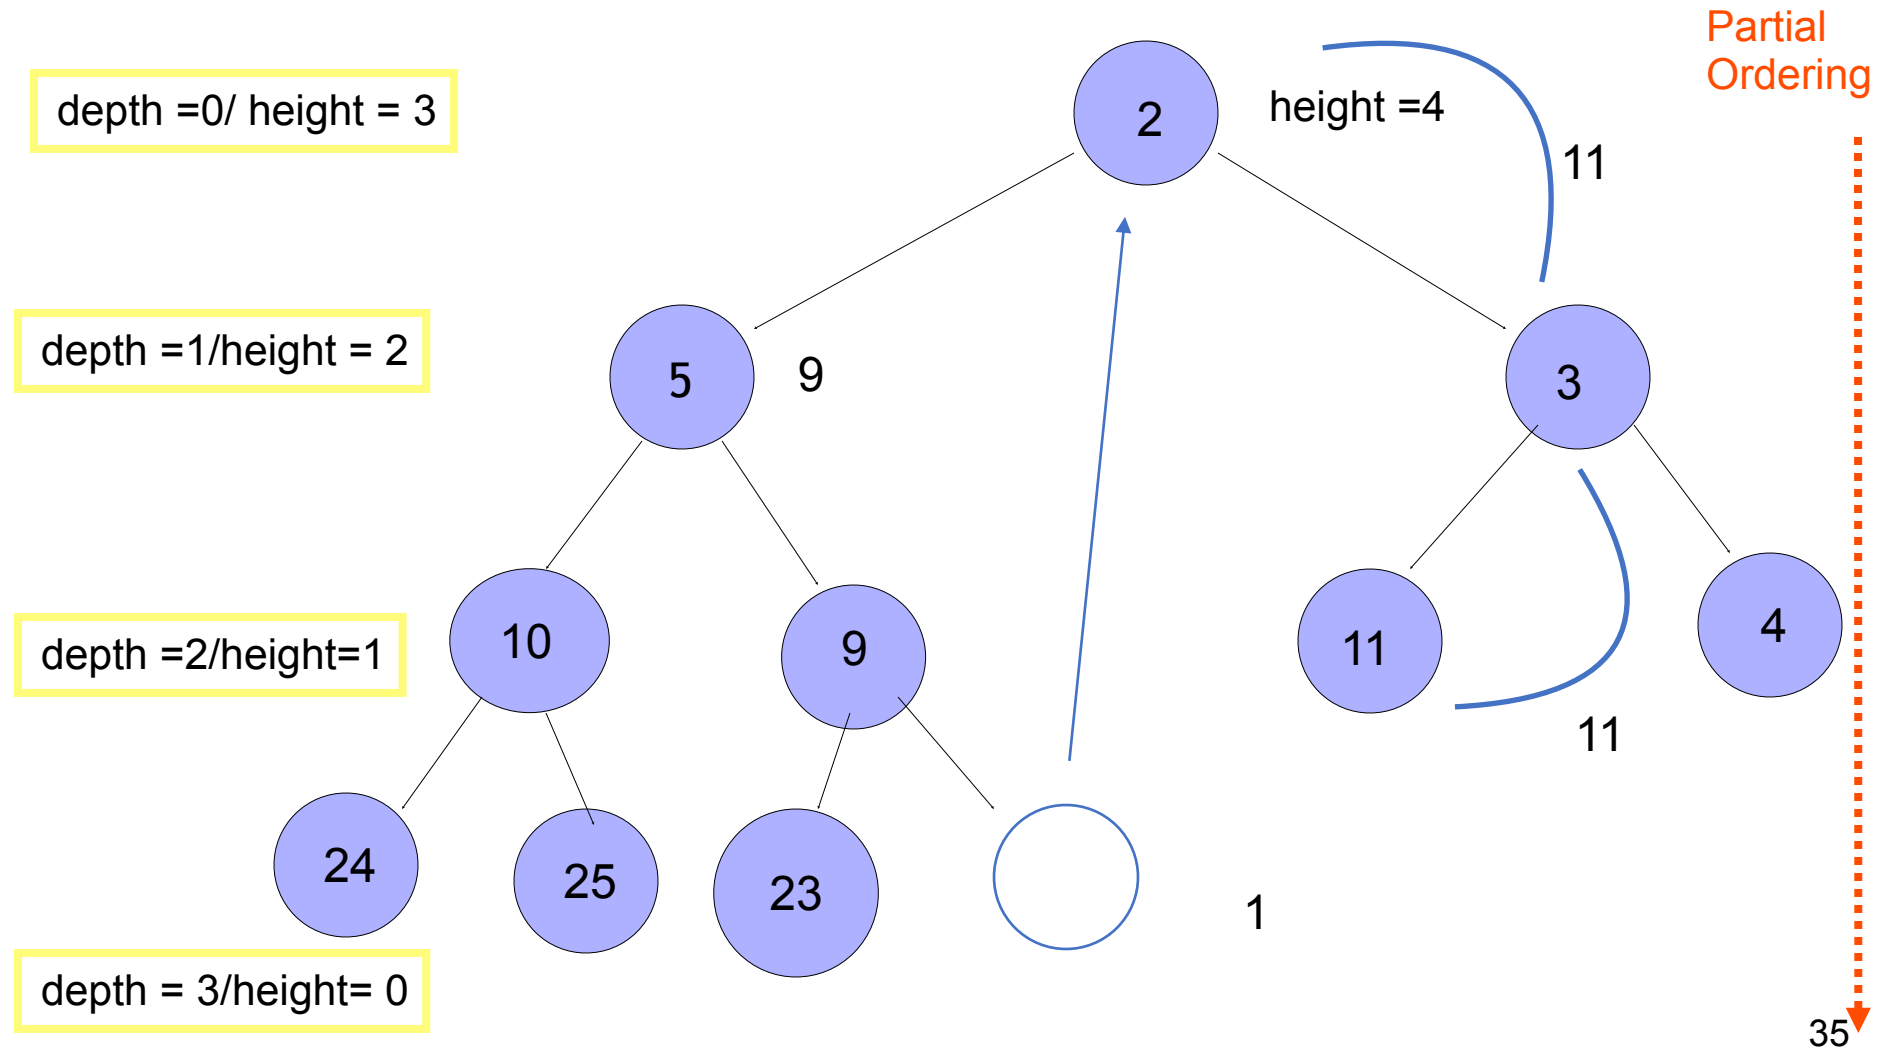 Partial
Ordering
depth =0/ height = 3
2
height =4
11
depth =1/height = 2
5
9
3
depth =2/height=1
10
9
11
4
11
24
25
23
1
depth = 3/height= 0
35